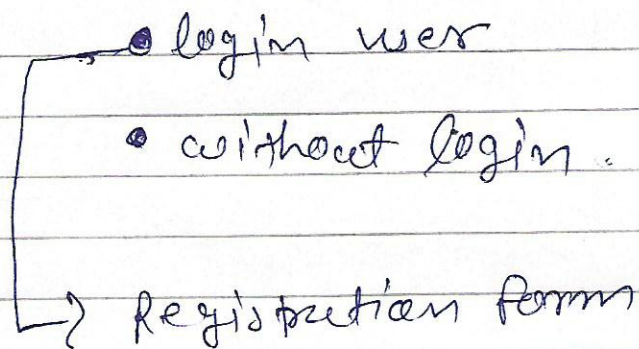 • login user
• without login.
→ Registration form